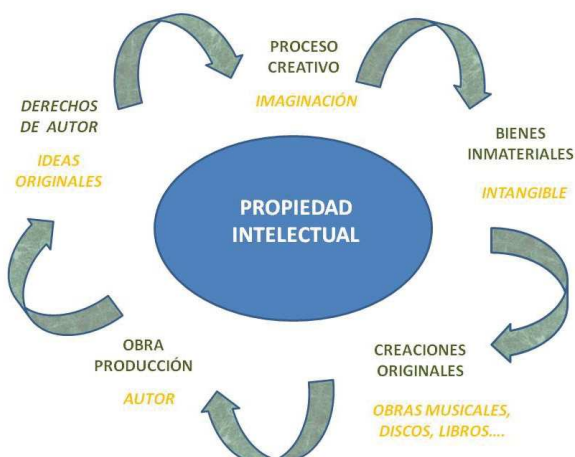 PROCESO
CREATIVO
IMAGINACIÓN
BIENES
INMATERIALES
INTANGIBLE
CREACIONES
ORIGINALES
OBRAS MUSICALES,
DISCOS, LIBROS....
OBRA
PRODUCCIÓN
AUTOR
DERECHOS
DE AUTOR
IDEAS
ORIGINALES
PROPIEDAD
INTELECTUAL